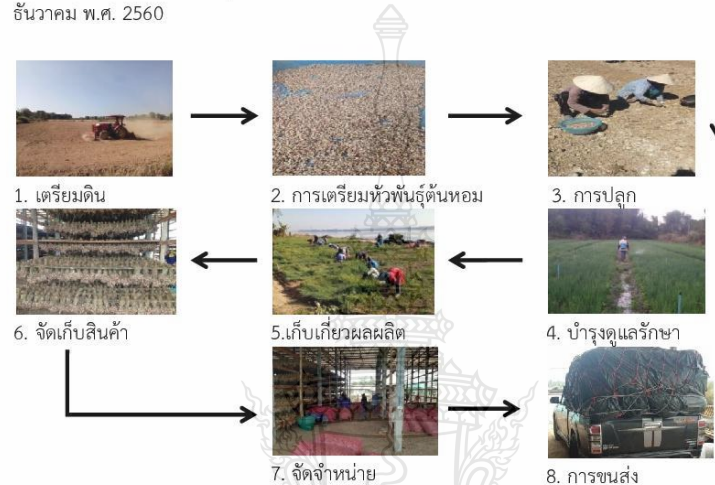 ธันวาคม พ.ศ. 2560
1. เตรียมดิน
2. การเตรียมหัวพันธุ์ต้นหอม
3. การปลูก
6. จัดเก็บสินค้า
5.เก็บเกี่ยวผลผลิต
4. บำรุงดูแลรักษา
7. จัดจำหน่าย
8. การขนส่ง